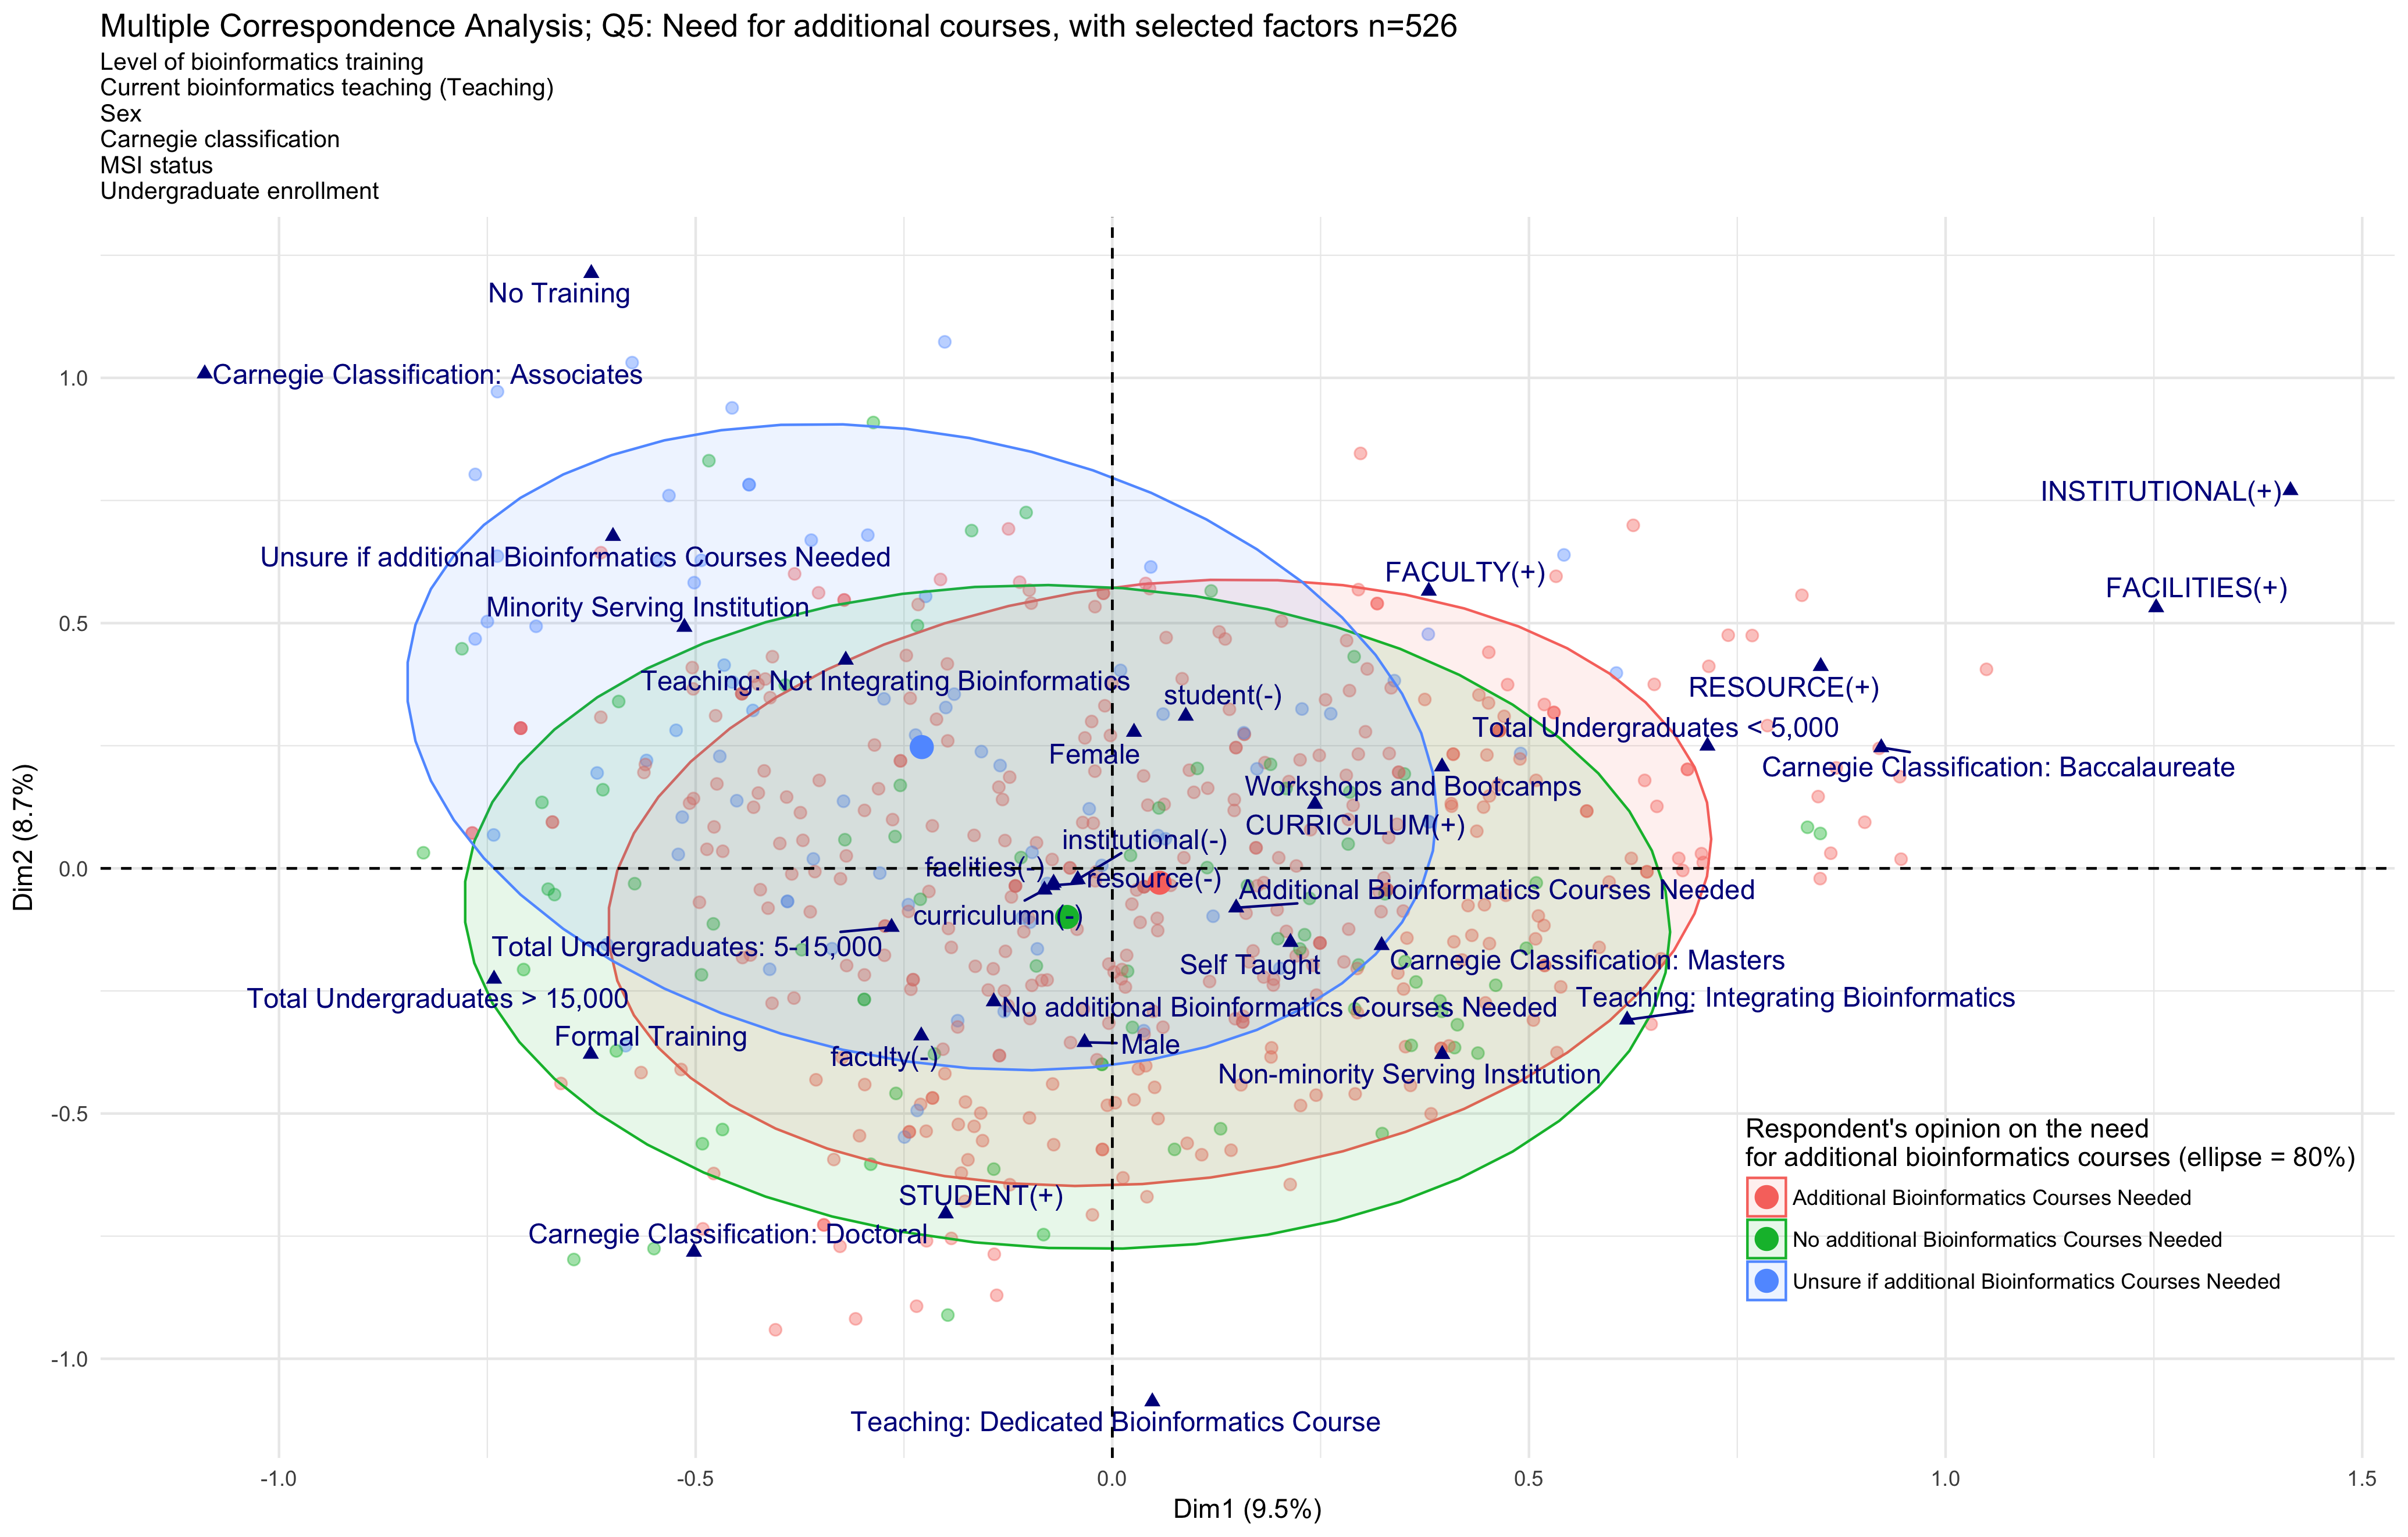 Multiple Correspondence Analysis; Q5: Need for additional courses, with selected factors n=526
Level of bioinformatics training
Current bioinformatics teaching (Teaching)
Sex
Carnegie classification
MSI status
Undergraduate enrollment
No Training
Carnegie Classification: Associates
INSTITUTIONAL(+)
Unsure if additional Bioinformatics Courses Needed
FACULTY(+)
FACILITIES(+)
Minority Serving Institution
Teaching: Not Integrating Bioinformatics
student(-)
RESOURCE(+)
Total Undergraduates < 5,000
Female
Carnegie Classification: Baccalaureate
Workshops and Bootcamps
CURRICULUM(+)
institutional(-)
faclities(-)
resource(-)
Additional Bioinformatics Courses Needed
curriculumn(-)
Total Undergraduates: 5-15,000
Self Taught
Carnegie Classification: Masters
Total Undergraduates > 15,000
No additional Bioinformatics Courses Needed
Teaching: Integrating Bioinformatics
Formal Training
faculty(-)
Male
Non-minority Serving Institution
STUDENT(+)
Carnegie Classification: Doctoral
Teaching: Dedicated Bioinformatics Course
Respondent's opinion on the need
for additional bioinformatics courses (ellipse = 80%)
Additional Bioinformatics Courses Needed
No additional Bioinformatics Courses Needed
Unsure if additional Bioinformatics Courses Needed
1.0
0.5
0.0
-0.5
-1.0
Dim2 (8.7%)
-1.0
-0.5
0.0
0.5
1.0
1.5
Dim1 (9.5%)